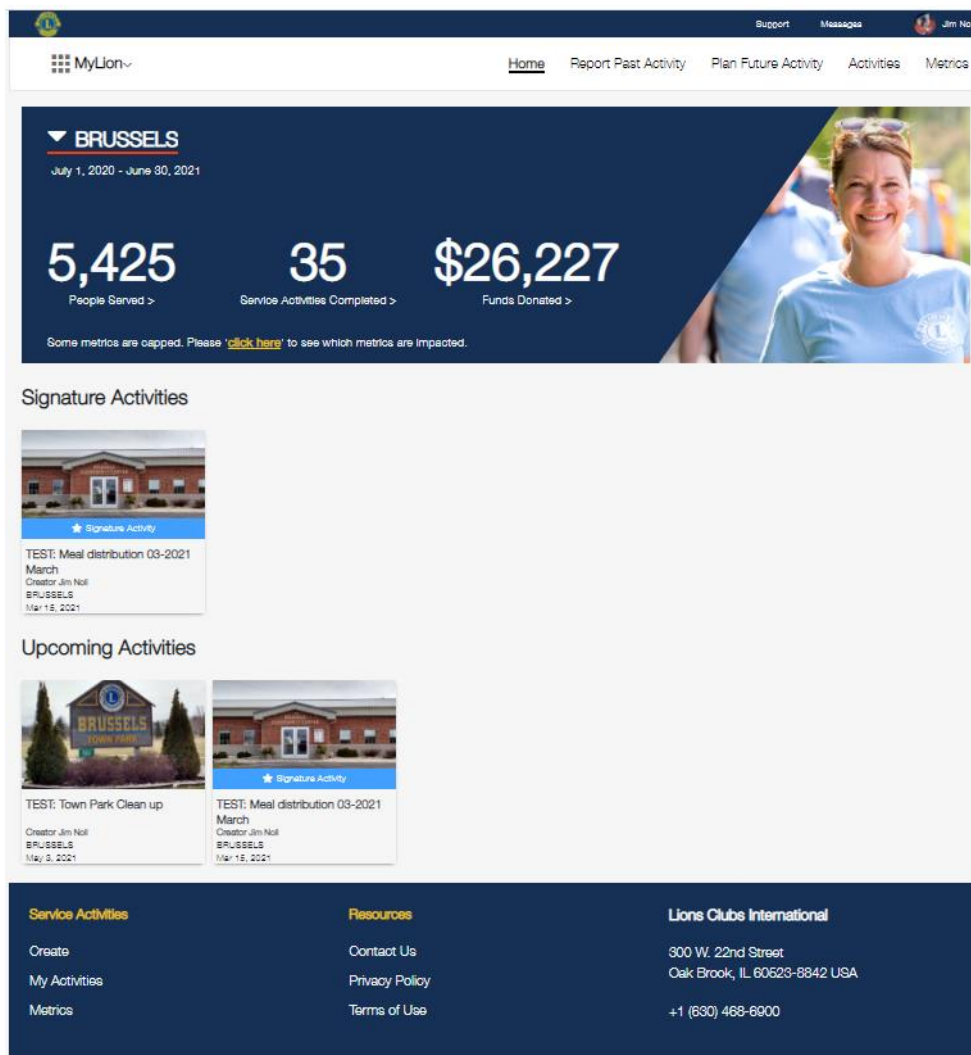 Support Messages Jim No
MyLion
Home Report Past Activity Plan Future Activity Activities Metrics
BRUSSELS
July 1, 2020 - June 30, 2021
5,425 35 $26,227
People Served > Service Activities Completed > Funds Donated >
Some metrics are capped. Please 'click here' to see which metrics are impacted.
Signature Activities
Signature Activity
TEST: Meal distribution 03-2021
March
Creator Jim Noll
BRUSSELS
Mar 15, 2021
Upcoming Activities
BRUSSELS
TOWN PARK
TEST: Town Park Clean up
Creator Jim Noll
BRUSSELS
May 3, 2021
Signature Activity
TEST: Meal distribution 03-2021
March
Creator Jim Noll
BRUSSELS
Mar 15, 2021
Service Activities
Create
My Activities
Metrics
Resources
Contact Us
Privacy Policy
Terms of Use
Lions Clubs International
300 W. 22nd Street
Oak Brook, IL 60523-8842 USA
+1 (630) 468-6900